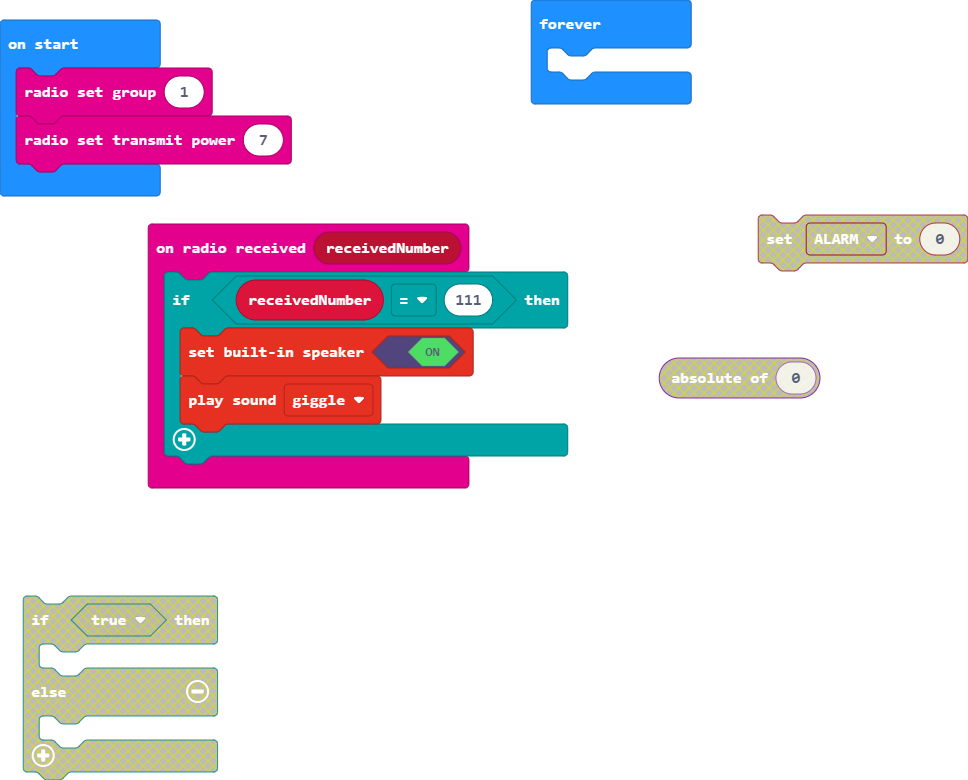 on start
radio set group 1
radio set transmit power 7
forever
on radio received receivedNumber
if receivedNumber = 111 then
set built-in speaker ON
play sound giggle
set ALARM to 0
absolute of 0
if true then
else